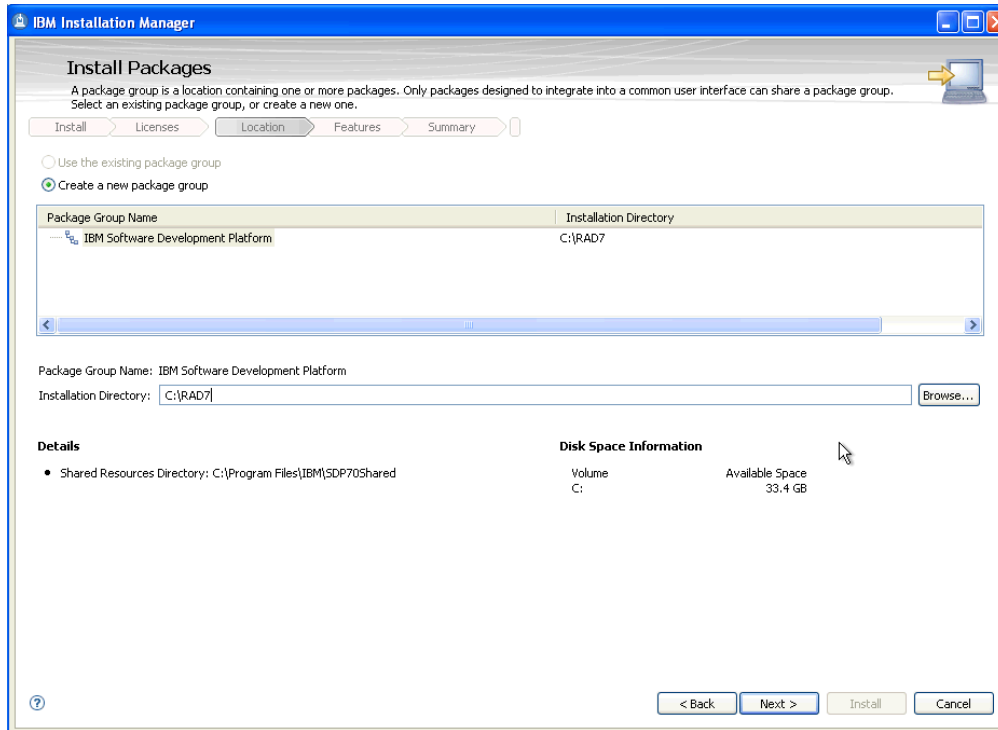 IBM Installation Manager
Install Packages
A package group is a location containing one or more packages. Only packages designed to integrate into a common user interface can share a package group.
Select an existing package group, or create a new one.
Install Licenses Location Features Summary
Use the existing package group
Create a new package group
Package Group Name Installation Directory
IBM Software Development Platform C:\RAD7
Package Group Name: IBM Software Development Platform
Installation Directory: C:\RAD7 Browse...
Details Disk Space Information
• Shared Resources Directory: C:\Program Files\IBM\SDP70Shared Volume Available Space
C: 33.4 GB
? < Back Next > Install Cancel